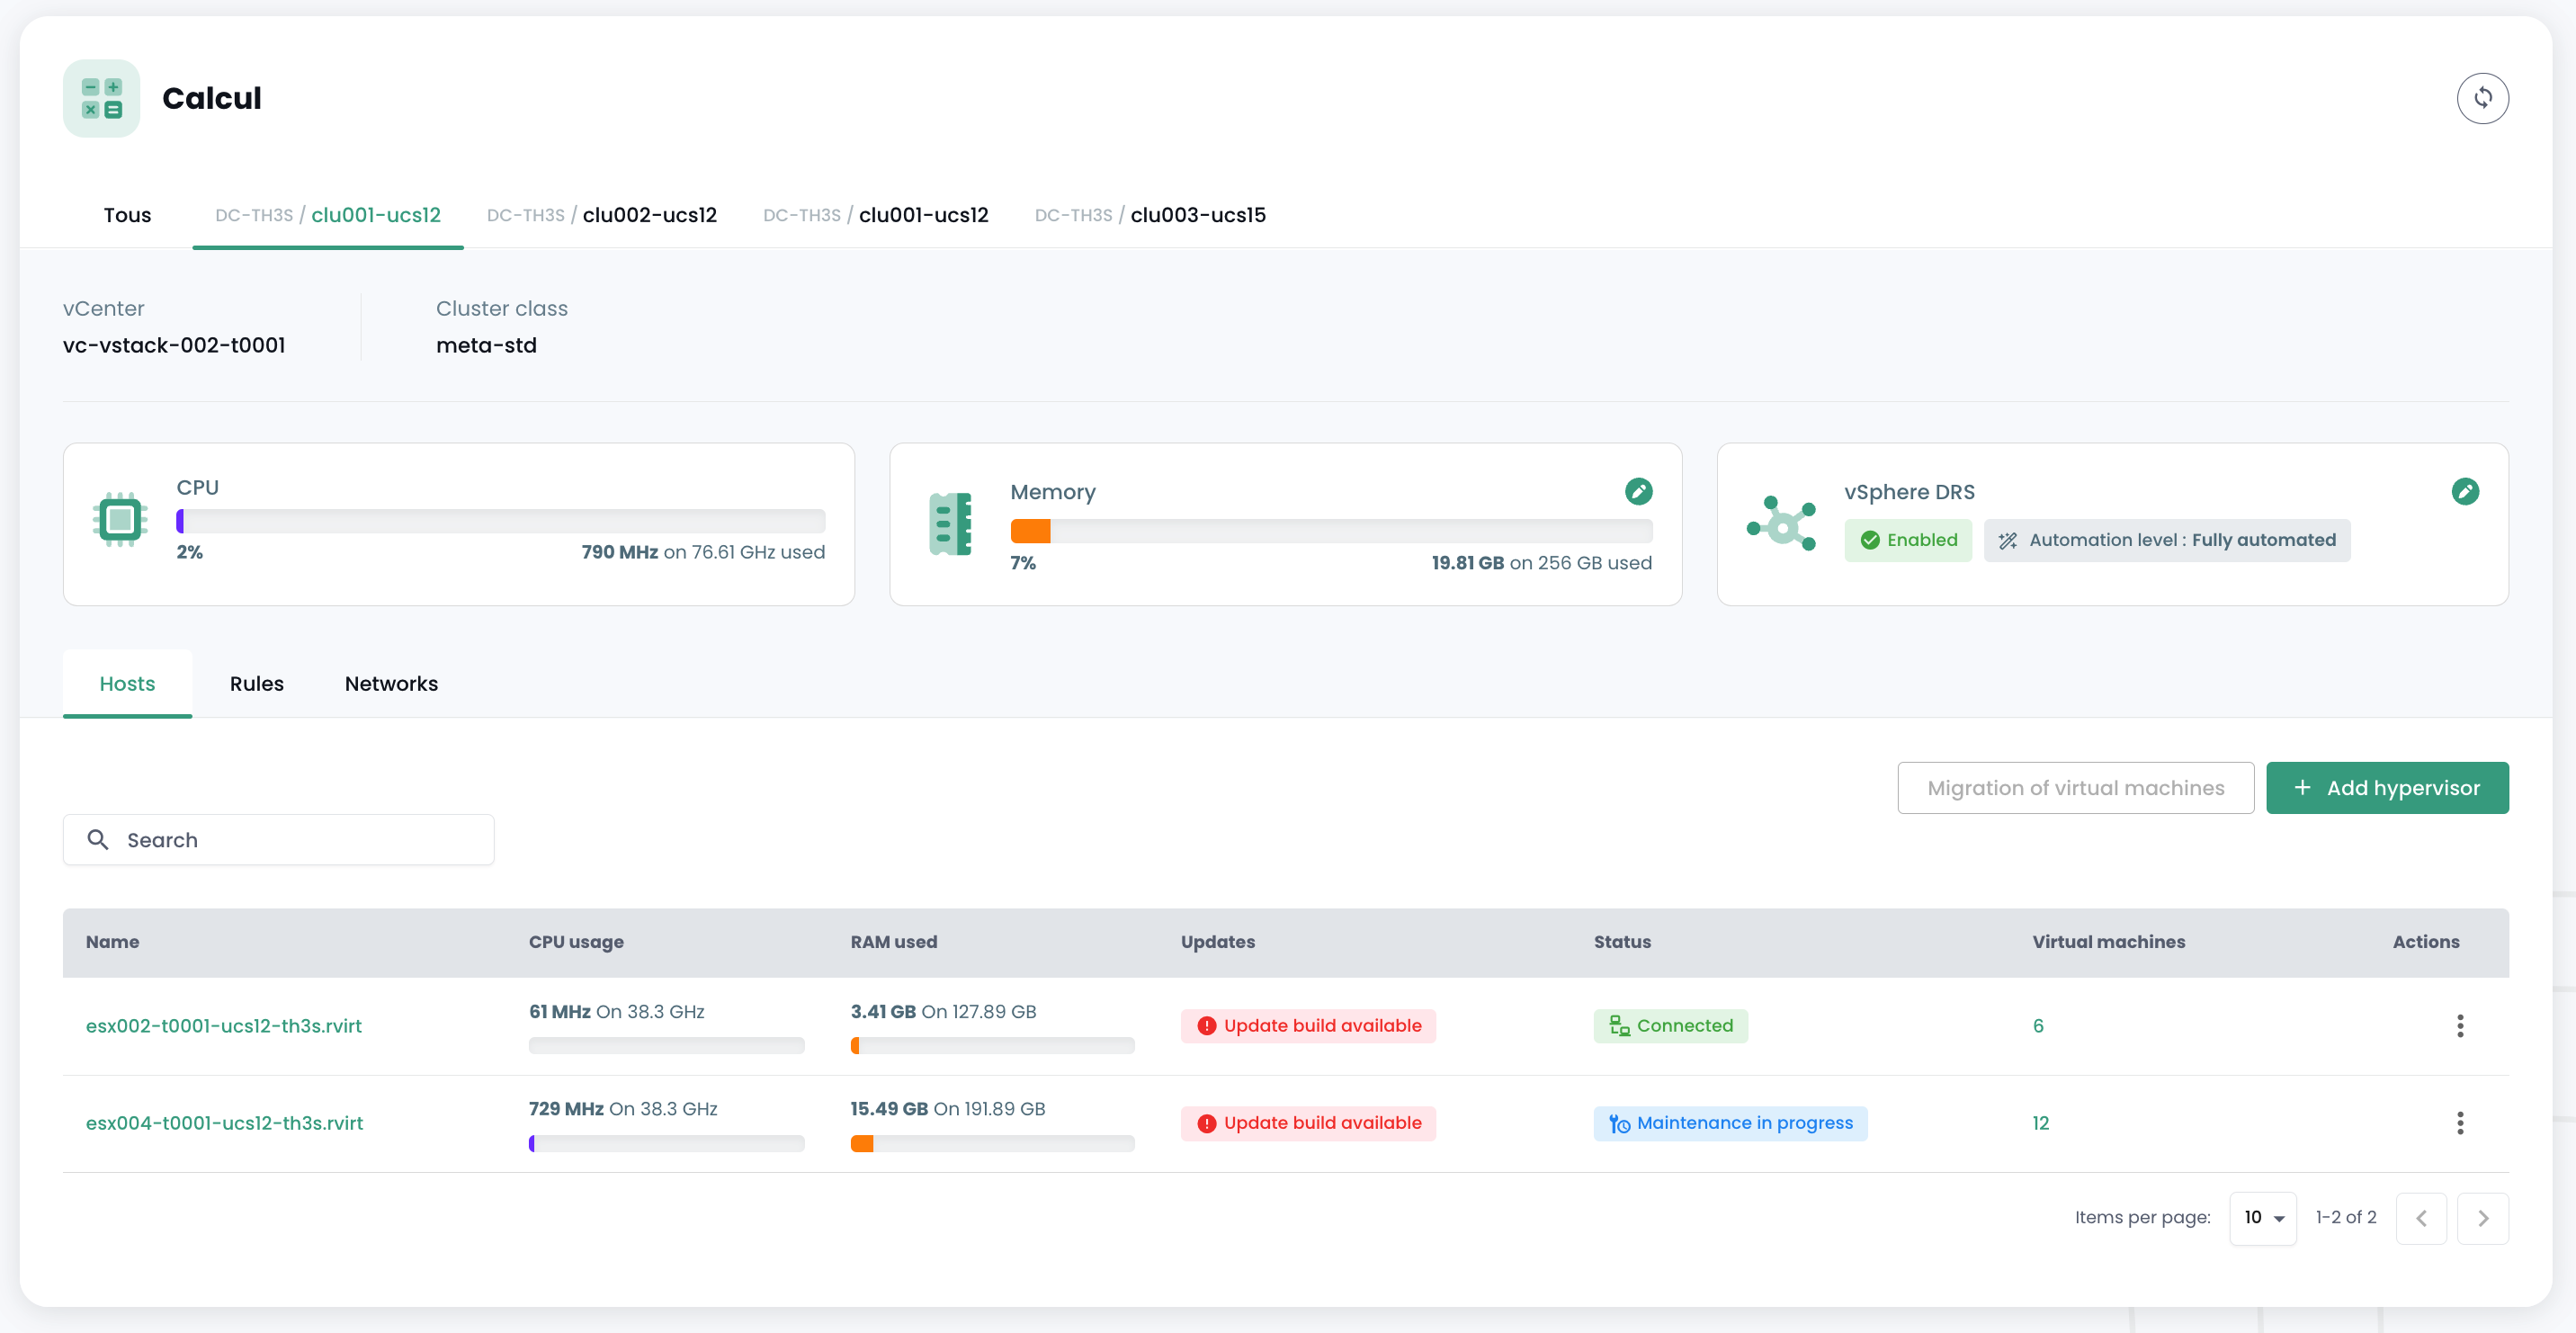 Calcul
Tous
DC-TH3S / clu001-ucs12
DC-TH3S / clu002-ucs12
DC-TH3S / clu001-ucs12
DC-TH3S / clu003-ucs15
vCenter
vc-vstack-002-t0001
Cluster class
meta-std
CPU
2%
790 MHz on 76.61 GHz used
Memory
7%
19.81 GB on 256 GB used
vSphere DRS
Enabled
Automation level : Fully automated
Hosts
Rules
Networks
Migration of virtual machines
+ Add hypervisor
Search
Name
CPU usage
RAM used
Updates
Status
Virtual machines
Actions
esx002-t0001-ucs12-th3s.rvirt
61 MHz On 38.3 GHz
3.41 GB On 127.89 GB
Update build available
Connected
6
esx004-t0001-ucs12-th3s.rvirt
729 MHz On 38.3 GHz
15.49 GB On 191.89 GB
Update build available
Maintenance in progress
12
Items per page:
10
1-2 of 2